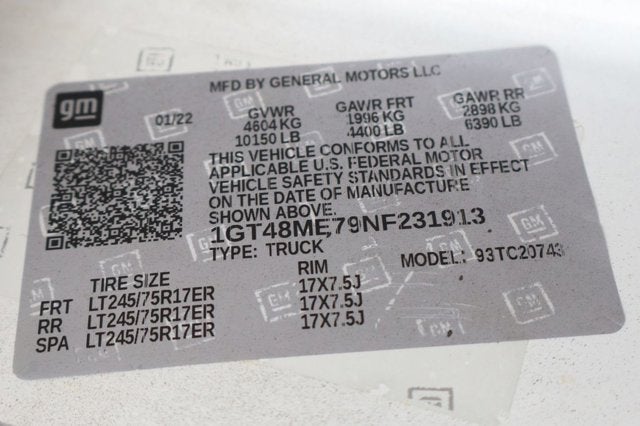 MFD BY GENERAL MOTORS LLC
gm
01/22
GVWR GAWR FRT GAWR RR
4604 KG 1996 KG 2898 KG
10150 LB 4400 LB 6390 LB
THIS VEHICLE CONFORMS TO ALL
APPLICABLE U.S. FEDERAL MOTOR
VEHICLE SAFETY STANDARDS IN EFFECT
ON THE DATE OF MANUFACTURE
SHOWN ABOVE.
1GT48ME79NF231913
TYPE: TRUCK MODEL: 93TC20743
TIRE SIZE RIM
FRT LT245/75R17ER 17X7.5J
RR LT245/75R17ER 17X7.5J
SPA LT245/75R17ER 17X7.5J